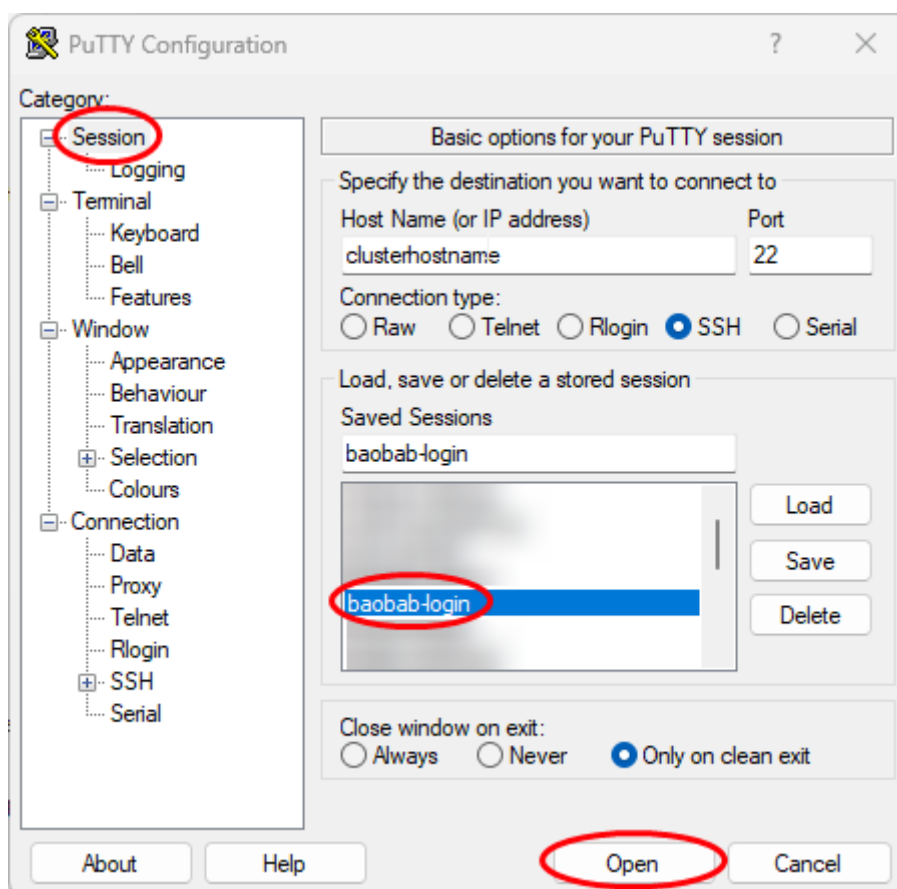 PuTTY Configuration ? ×
Category:
Session
Logging
Terminal
Keyboard
Bell
Features
Window
Appearance
Behaviour
Translation
Selection
Colours
Connection
Data
Proxy
Telnet
Rlogin
SSH
Serial
Basic options for your PuTTY session
Specify the destination you want to connect to
Host Name (or IP address) Port
clusterhostname 22
Connection type:
Raw Telnet Rlogin SSH Serial
Load, save or delete a stored session
Saved Sessions
baobab-login
Load
Save
baobab-login
Delete
Close window on exit:
Always Never Only on clean exit
About Help Open Cancel